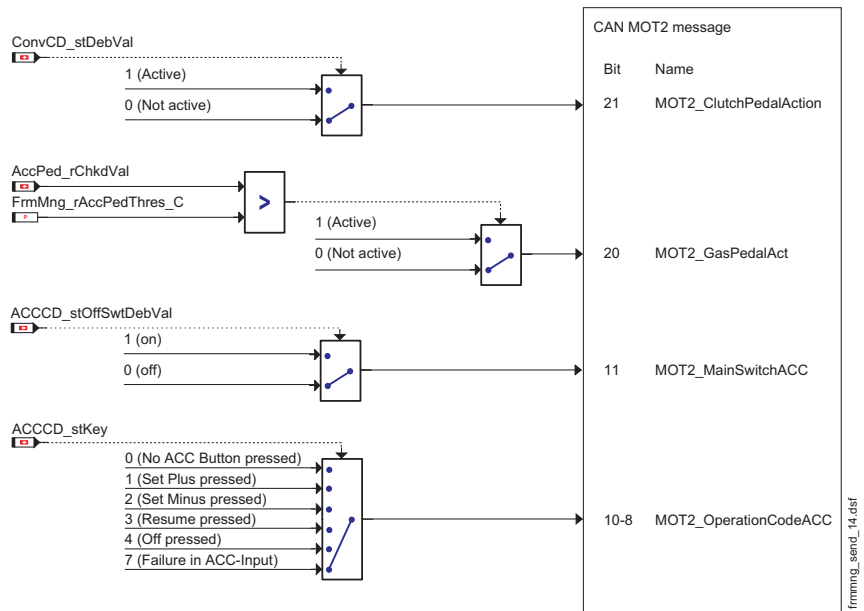 CAN MOT2 message
Bit Name
ConvCD_stDebVal
1 (Active)
0 (Not active)
21 MOT2_ClutchPedalAction
AccPed_rChkdVal
FrmMng_rAccPedThres_C
P
>
1 (Active)
0 (Not active)
20 MOT2_GasPedalAct
ACCCD_stOffSwtDebVal
1 (on)
0 (off)
11 MOT2_MainSwitchACC
ACCCD_stKey
0 (No ACC Button pressed)
1 (Set Plus pressed)
2 (Set Minus pressed)
3 (Resume pressed)
4 (Off pressed)
7 (Failure in ACC-Input)
10-8 MOT2_OperationCodeACC
frmmng_send_14.dsf